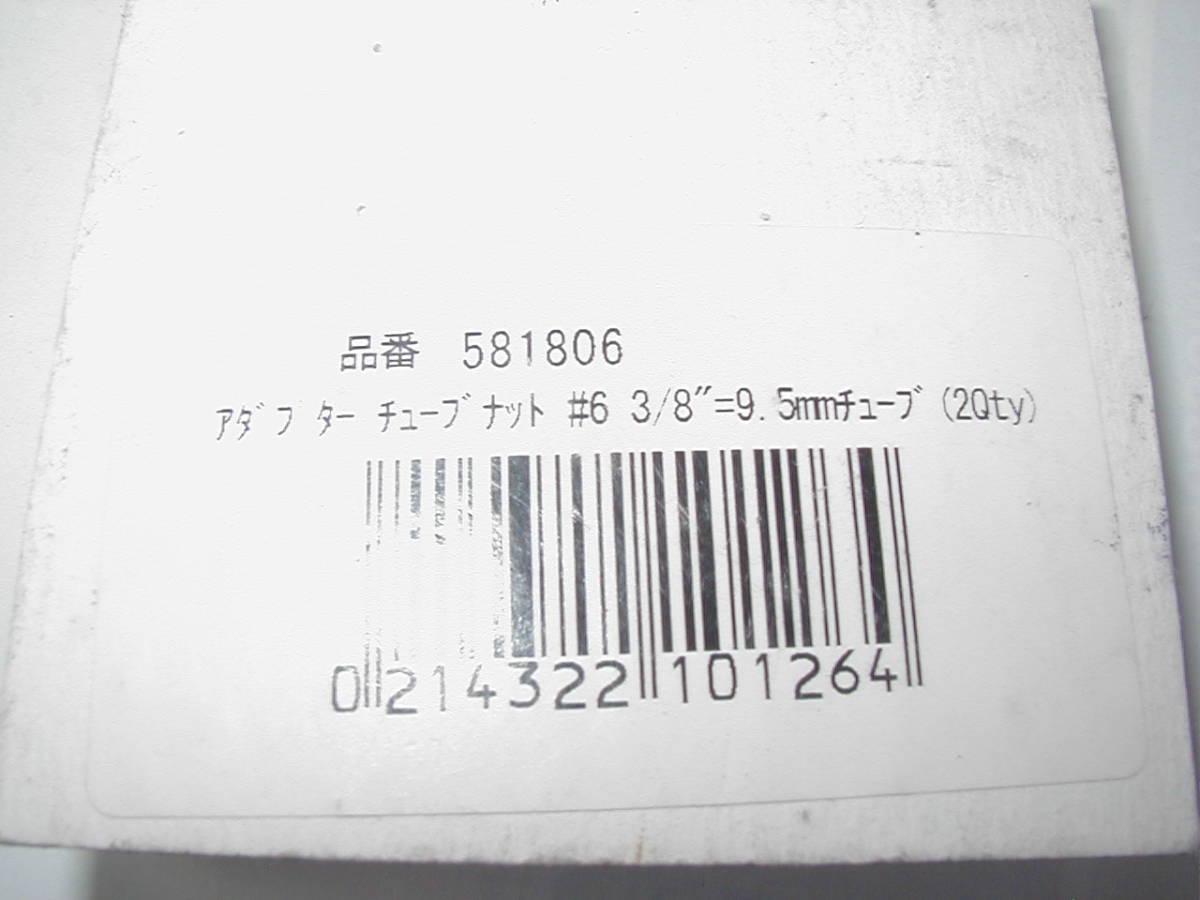 品番 581806
ｱﾀﾞﾌﾟﾀｰ ﾁｭｰﾌﾞﾅｯﾄ #6 3/8"=9.5mmﾁｭｰﾌﾞ(2Qty)
0 214322 101264